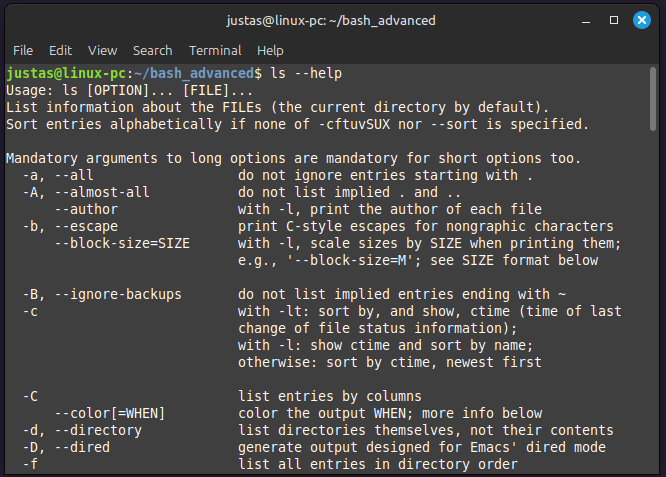 justas@linux-pc: ~/bash_advanced
File Edit View Search Terminal Help
justas@linux-pc:~/bash_advanced$ ls --help
Usage: ls [OPTION]... [FILE]...
List information about the FILEs (the current directory by default).
Sort entries alphabetically if none of -cftuvSUX nor --sort is specified.

Mandatory arguments to long options are mandatory for short options too.
  -a, --all                  do not ignore entries starting with .
  -A, --almost-all           do not list implied . and ..
      --author               with -l, print the author of each file
  -b, --escape               print C-style escapes for nongraphic characters
      --block-size=SIZE      with -l, scale sizes by SIZE when printing them;
                             e.g., '--block-size=M'; see SIZE format below

  -B, --ignore-backups       do not list implied entries ending with ~
  -c                         with -lt: sort by, and show, ctime (time of last
                             change of file status information);
                             with -l: show ctime and sort by name;
                             otherwise: sort by ctime, newest first

  -C                         list entries by columns
      --color[=WHEN]         color the output WHEN; more info below
  -d, --directory            list directories themselves, not their contents
  -D, --dired                generate output designed for Emacs' dired mode
  -f                         list all entries in directory order